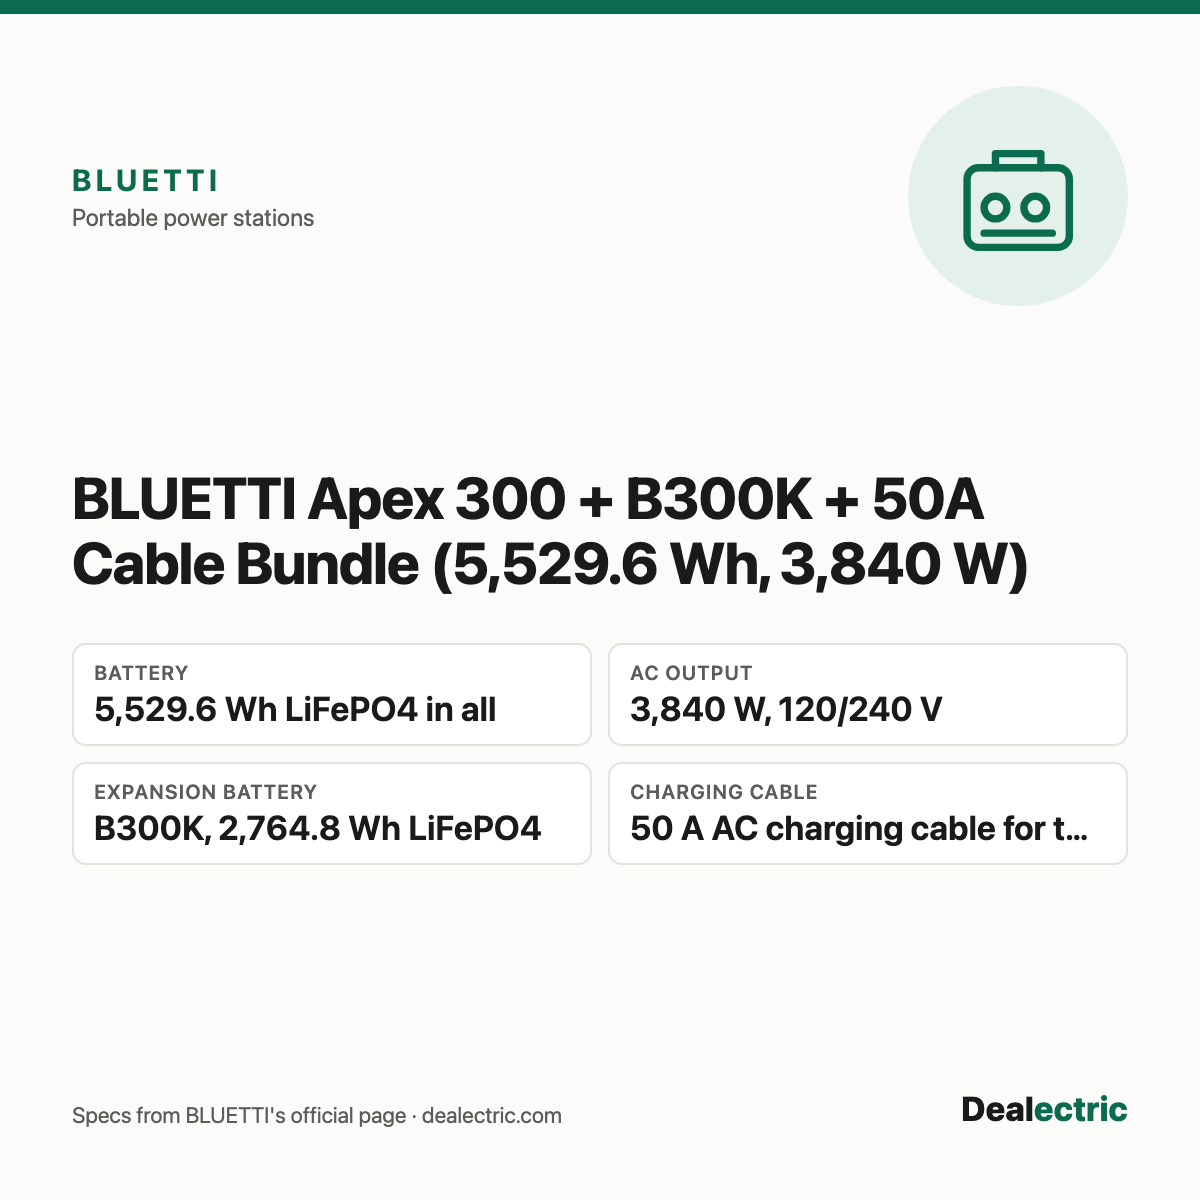 BLUETTI
Portable power stations
BLUETTI Apex 300 + B300K + 50A
Cable Bundle (5,529.6 Wh, 3,840 W)
BATTERY
5,529.6 Wh LiFePO4 in all
AC OUTPUT
3,840 W, 120/240 V
EXPANSION BATTERY
B300K, 2,764.8 Wh LiFePO4
CHARGING CABLE
50 A AC charging cable for t...
Specs from BLUETTI's official page · dealectric.com
Dealectric